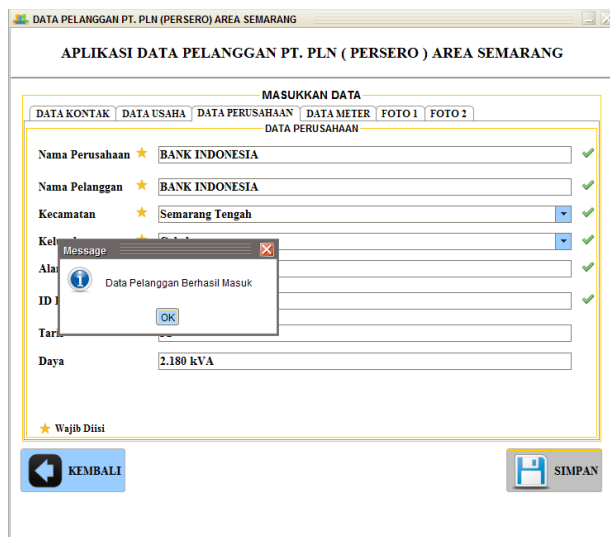 DATA PELANGGAN PT. PLN (PERSERO) AREA SEMARANG
APLIKASI DATA PELANGGAN PT. PLN ( PERSERO ) AREA SEMARANG
MASUKKAN DATA
DATA KONTAK DATA USAHA DATA PERUSAHAAN DATA METER FOTO 1 FOTO 2
DATA PERUSAHAAN
Nama Perusahaan BANK INDONESIA
Nama Pelanggan BANK INDONESIA
Kecamatan Semarang Tengah
Message
Data Pelanggan Berhasil Masuk
OK
Daya 2.180 kVA
Wajib Diisi
KEMBALI SIMPAN